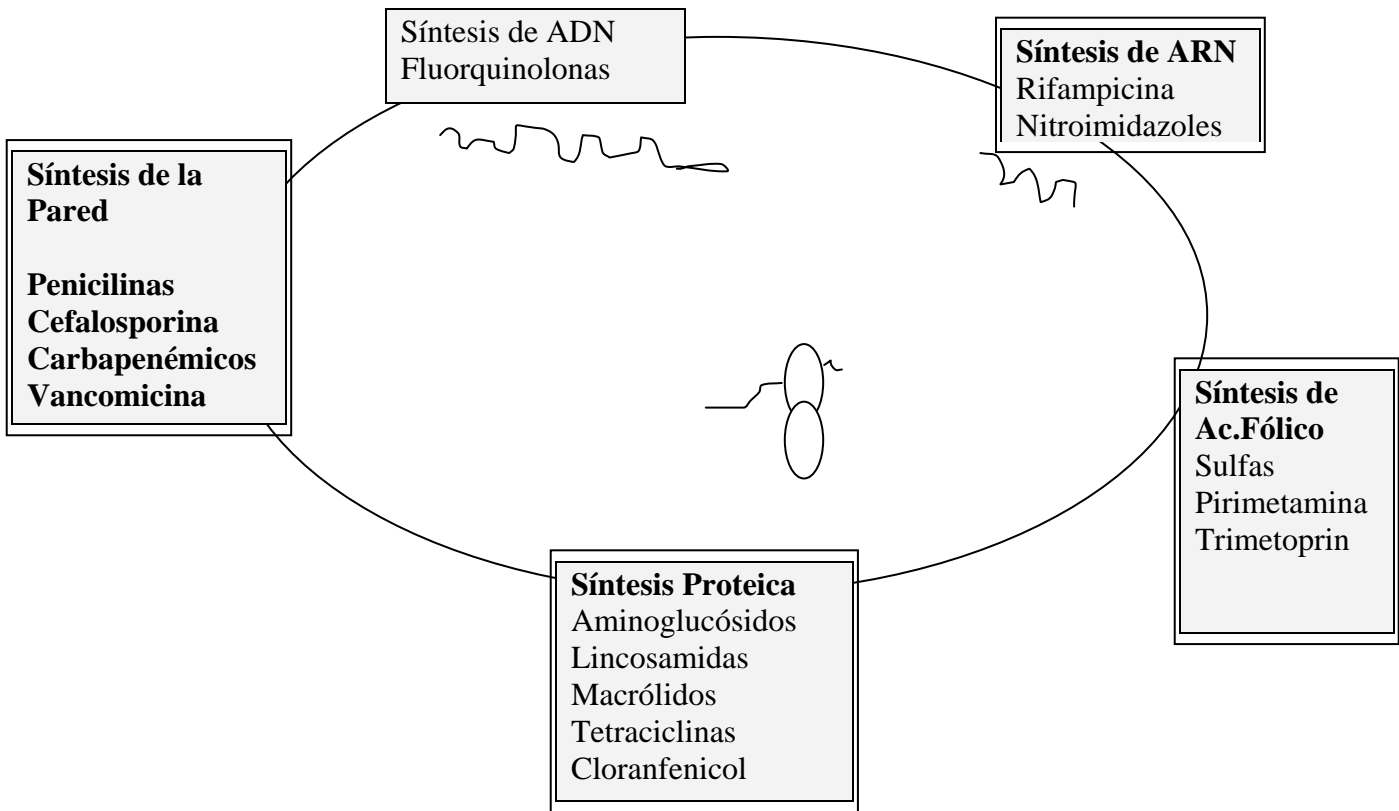 Síntesis de ADN
Fluorquinolonas
Síntesis de ARN
Rifampicina
Nitroimidazoles
Síntesis de la
Pared
Penicilinas
Cefalosporina
Carbapenémicos
Vancomicina
Síntesis de
Ac.Fólico
Sulfas
Pirimetamina
Trimetoprin
Síntesis Proteica
Aminoglucósidos
Lincosamidas
Macrólidos
Tetraciclinas
Cloranfenicol